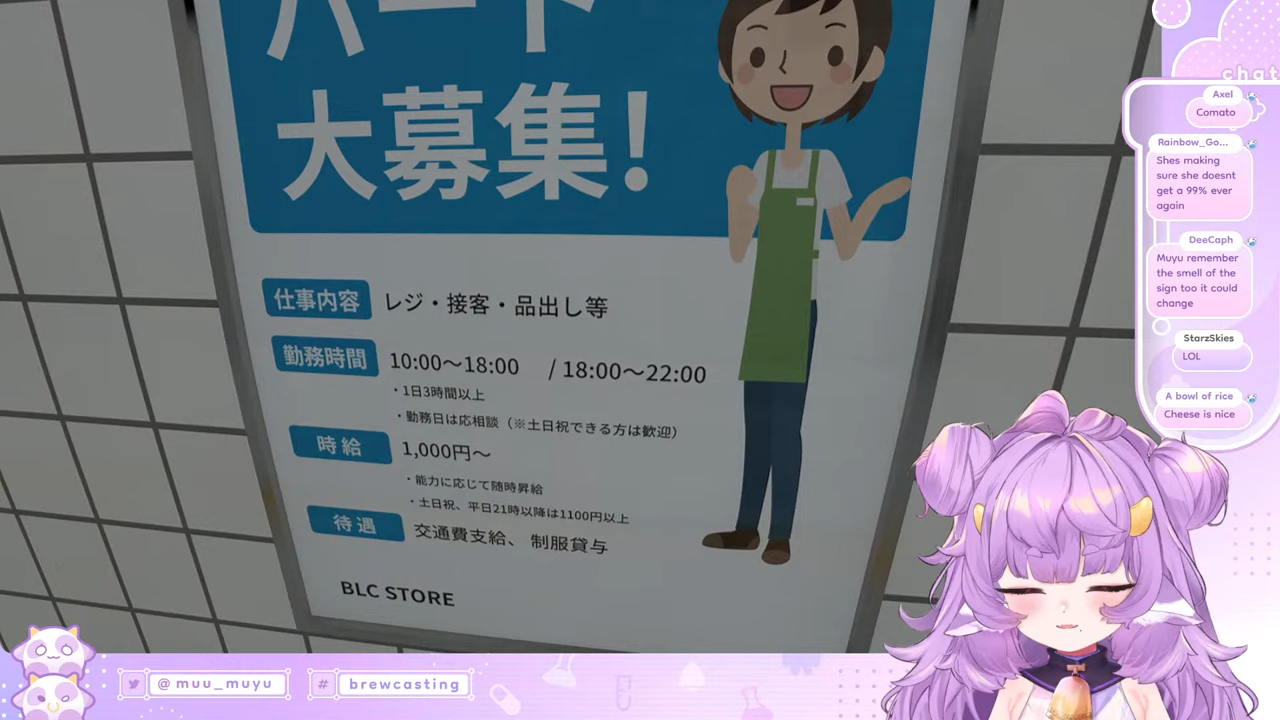 パート
大募集!
仕事内容 レジ・接客・品出し等
勤務時間 10:00〜18:00 / 18:00〜22:00
・1日3時間以上
・勤務日は応相談（※土日祝できる方は歓迎）
時給 1,000円〜
・能力に応じて随時昇給
・土日祝、平日21時以降は1100円以上
待遇 交通費支給、 制服貸与
BLC STORE
chat
Axel
Comato
Rainbow_Go...
Shes making
sure she doesnt
get a 99% ever
again
DeeCaph
Muyu remember
the smell of the
sign too it could
change
StarzSkies
LOL
A bowl of rice
Cheese is nice
@muu_muyu
# brewcasting